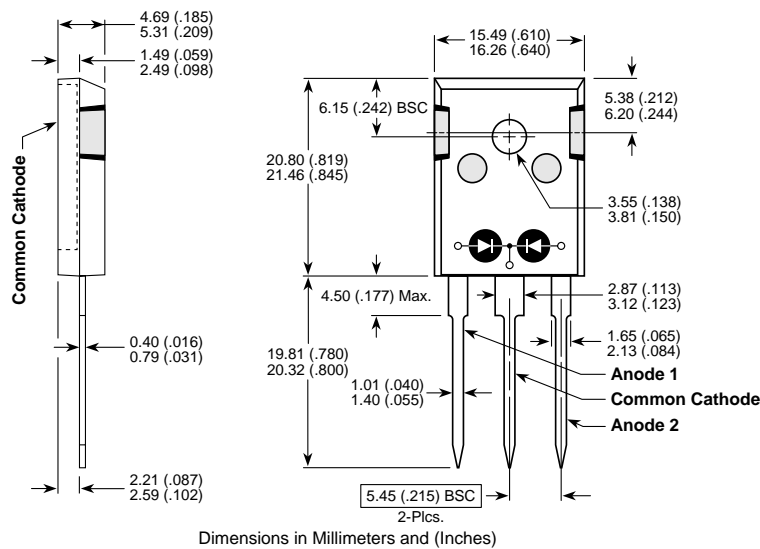 4.69 (.185)
5.31 (.209)
1.49 (.059)
2.49 (.098)
Common Cathode
0.40 (.016)
0.79 (.031)
2.21 (.087)
2.59 (.102)
15.49 (.610)
16.26 (.640)
6.15 (.242) BSC
5.38 (.212)
6.20 (.244)
20.80 (.819)
21.46 (.845)
3.55 (.138)
3.81 (.150)
4.50 (.177) Max.
2.87 (.113)
3.12 (.123)
19.81 (.780)
20.32 (.800)
1.65 (.065)
2.13 (.084)
1.01 (.040)
1.40 (.055)
Anode 1
Common Cathode
Anode 2
5.45 (.215) BSC
2-Plcs.
Dimensions in Millimeters and (Inches)